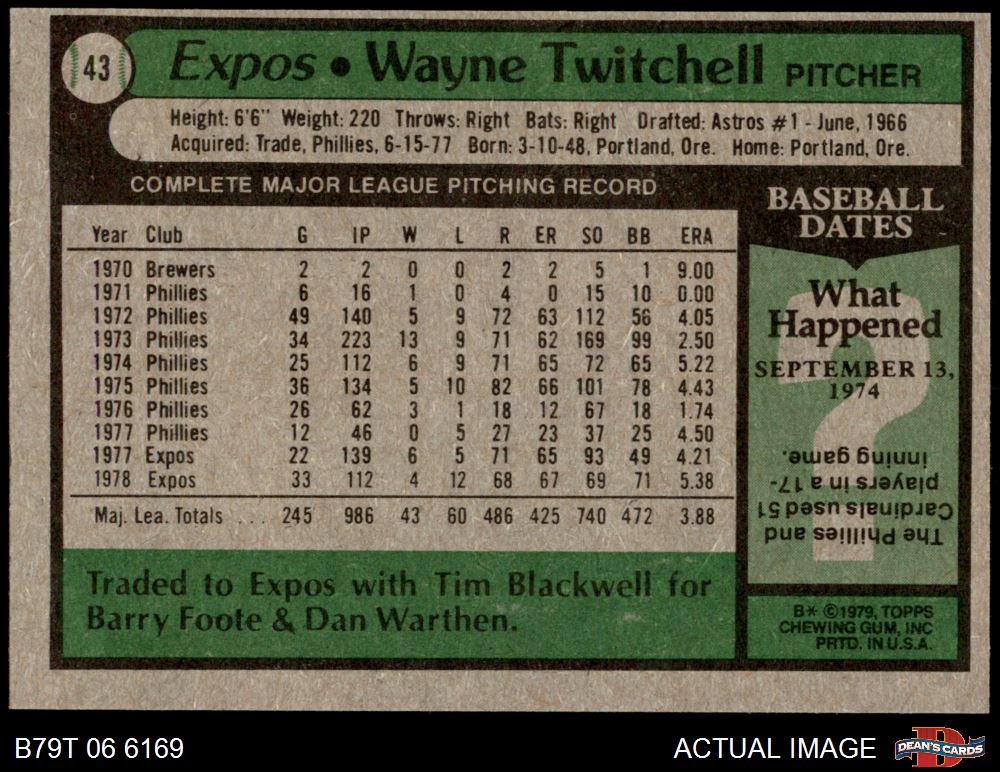 43
Expos • Wayne Twitchell PITCHER
Height: 6'6" Weight: 220 Throws: Right Bats: Right Drafted: Astros #1 - June, 1966
Acquired: Trade, Phillies, 6-15-77 Born: 3-10-48, Portland, Ore. Home: Portland, Ore.
COMPLETE MAJOR LEAGUE PITCHING RECORD
Year Club G IP W L R ER SO BB ERA
1970 Brewers 2 2 0 0 2 2 5 1 9.00
1971 Phillies 6 16 1 0 4 0 15 10 0.00
1972 Phillies 49 140 5 9 72 63 112 56 4.05
1973 Phillies 34 223 13 9 71 62 169 99 2.50
1974 Phillies 25 112 6 9 71 65 72 65 5.22
1975 Phillies 36 134 5 10 82 66 101 78 4.43
1976 Phillies 26 62 3 1 18 12 67 18 1.74
1977 Phillies 12 46 0 5 27 23 37 25 4.50
1977 Expos 22 139 6 5 71 65 93 49 4.21
1978 Expos 33 112 4 12 68 67 69 71 5.38
Maj. Lea. Totals ... 245 986 43 60 486 425 740 472 3.88
Traded to Expos with Tim Blackwell for
Barry Foote & Dan Warthen.
BASEBALL
DATES
What
Happened
SEPTEMBER 13,
1974
The Phillies and
Cardinals used 51
players in a 17-
inning game.
B* ©1979, TOPPS
CHEWING GUM, INC
PRTD. IN U.S.A.
B79T 06 6169
ACTUAL IMAGE
DEAN'S CARDS